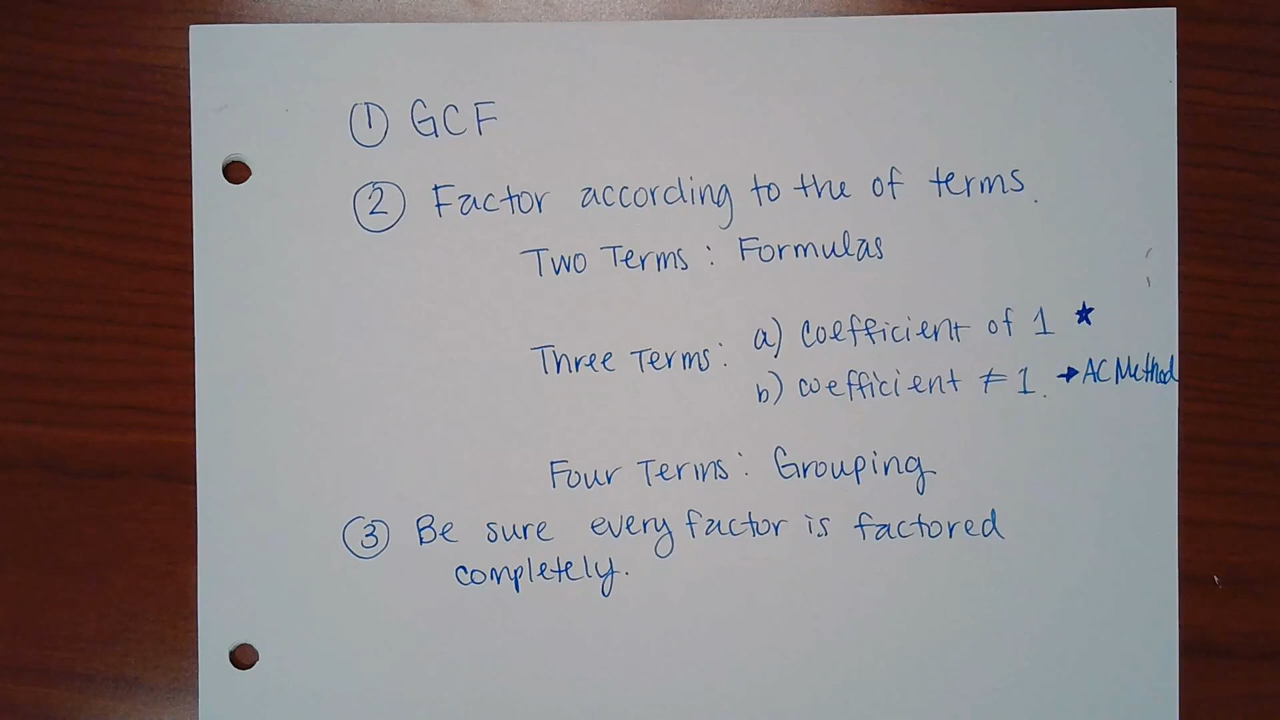 ① GCF
② Factor according to the of terms.
Two Terms: Formulas
Three Terms: a) coefficient of 1 ★
b) coefficient ≠ 1. → AC Method
Four Terms: Grouping
③ Be sure every factor is factored
completely.